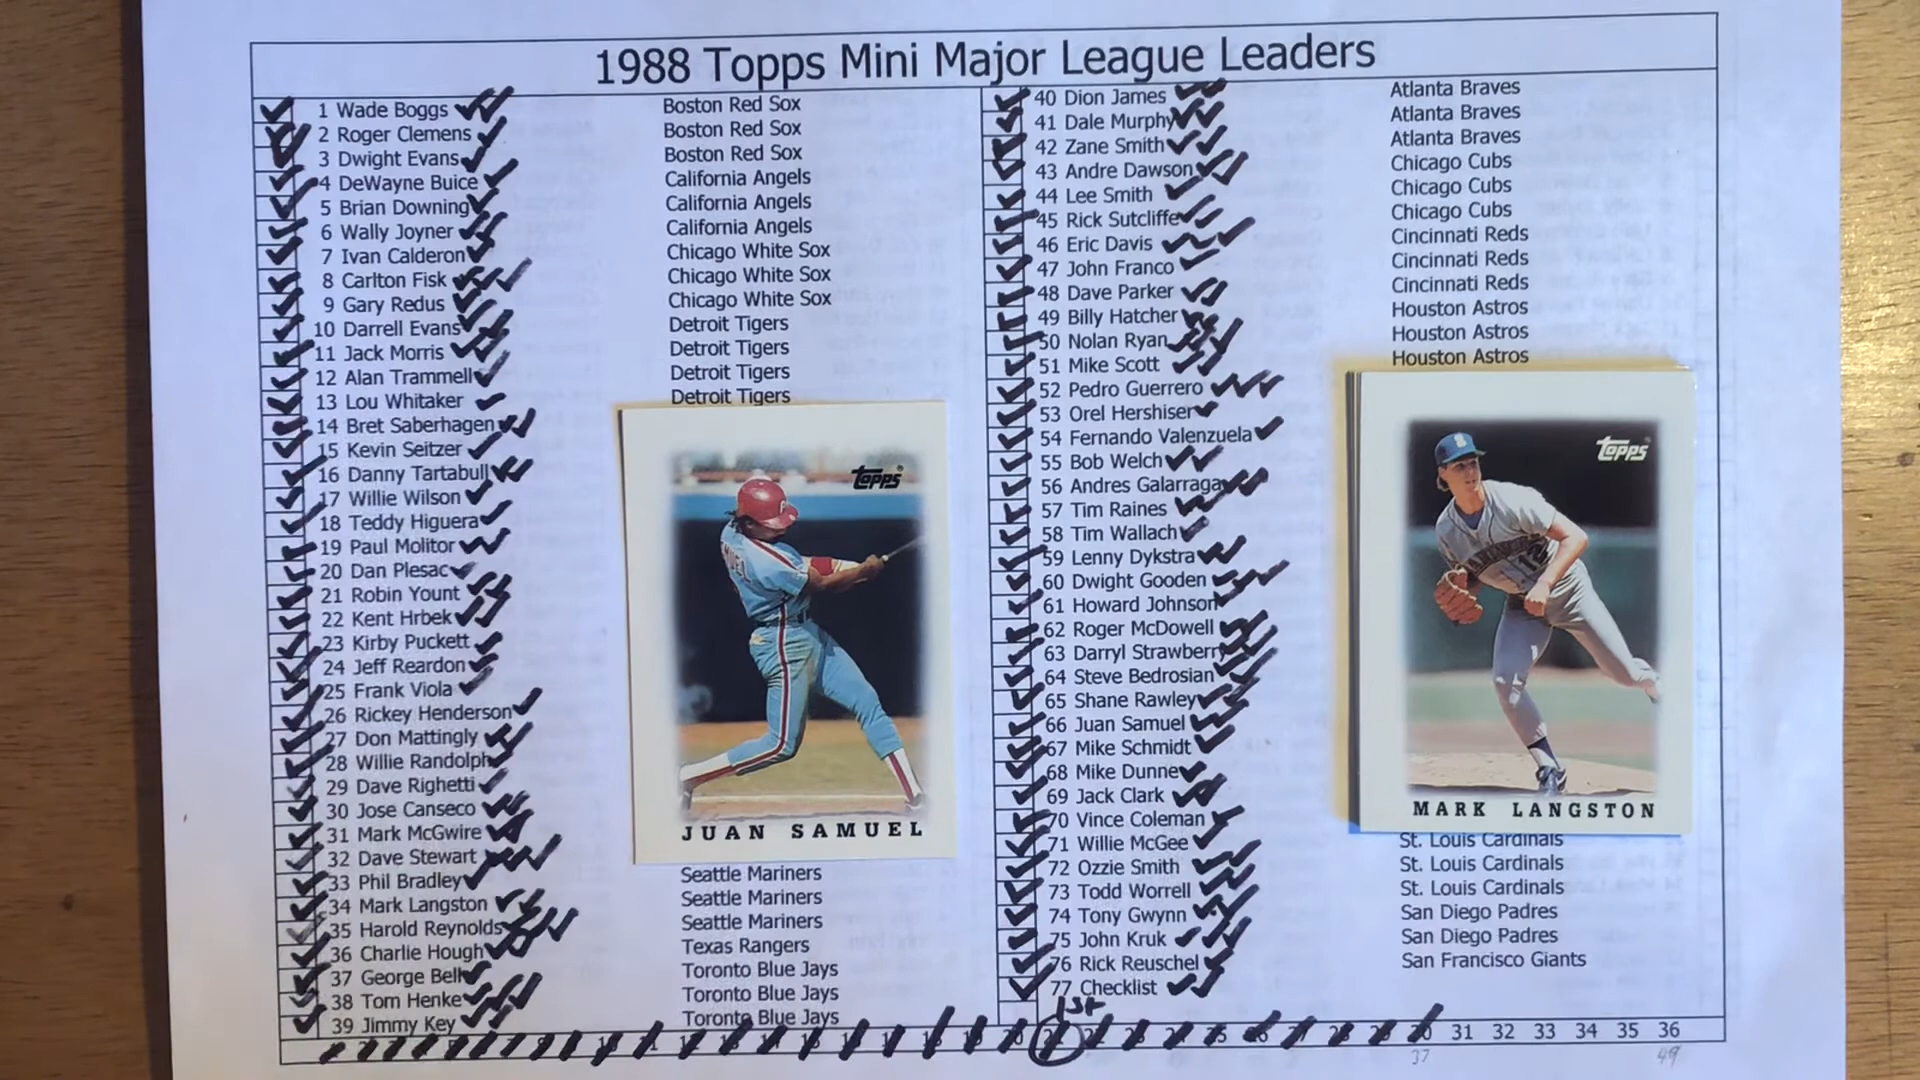 1988 Topps Mini Major League Leaders
1 Wade Boggs Boston Red Sox
2 Roger Clemens Boston Red Sox
3 Dwight Evans Boston Red Sox
4 DeWayne Buice California Angels
5 Brian Downing California Angels
6 Wally Joyner California Angels
7 Ivan Calderon Chicago White Sox
8 Carlton Fisk Chicago White Sox
9 Gary Redus Chicago White Sox
10 Darrell Evans Detroit Tigers
11 Jack Morris Detroit Tigers
12 Alan Trammell Detroit Tigers
13 Lou Whitaker Detroit Tigers
14 Bret Saberhagen
15 Kevin Seitzer
16 Danny Tartabull
17 Willie Wilson
18 Teddy Higuera
19 Paul Molitor
20 Dan Plesac
21 Robin Yount
22 Kent Hrbek
23 Kirby Puckett
24 Jeff Reardon
25 Frank Viola
26 Rickey Henderson
27 Don Mattingly
28 Willie Randolph
29 Dave Righetti
30 Jose Canseco
31 Mark McGwire
32 Dave Stewart
33 Phil Bradley Seattle Mariners
34 Mark Langston Seattle Mariners
35 Harold Reynolds Seattle Mariners
36 Charlie Hough Texas Rangers
37 George Bell Toronto Blue Jays
38 Tom Henke Toronto Blue Jays
39 Jimmy Key Toronto Blue Jays
Topps
JUAN SAMUEL
40 Dion James Atlanta Braves
41 Dale Murphy Atlanta Braves
42 Zane Smith Atlanta Braves
43 Andre Dawson Chicago Cubs
44 Lee Smith Chicago Cubs
45 Rick Sutcliffe Chicago Cubs
46 Eric Davis Cincinnati Reds
47 John Franco Cincinnati Reds
48 Dave Parker Cincinnati Reds
49 Billy Hatcher Houston Astros
50 Nolan Ryan Houston Astros
51 Mike Scott Houston Astros
52 Pedro Guerrero
53 Orel Hershiser
54 Fernando Valenzuela
55 Bob Welch
56 Andres Galarraga
57 Tim Raines
58 Tim Wallach
59 Lenny Dykstra
60 Dwight Gooden
61 Howard Johnson
62 Roger McDowell
63 Darryl Strawberry
64 Steve Bedrosian
65 Shane Rawley
66 Juan Samuel
67 Mike Schmidt
68 Mike Dunne
69 Jack Clark
70 Vince Coleman
71 Willie McGee St. Louis Cardinals
72 Ozzie Smith St. Louis Cardinals
73 Todd Worrell St. Louis Cardinals
74 Tony Gwynn San Diego Padres
75 John Kruk San Diego Padres
76 Rick Reuschel San Francisco Giants
77 Checklist
Topps
MARK LANGSTON
1st
31 32 33 34 35 36
37 49